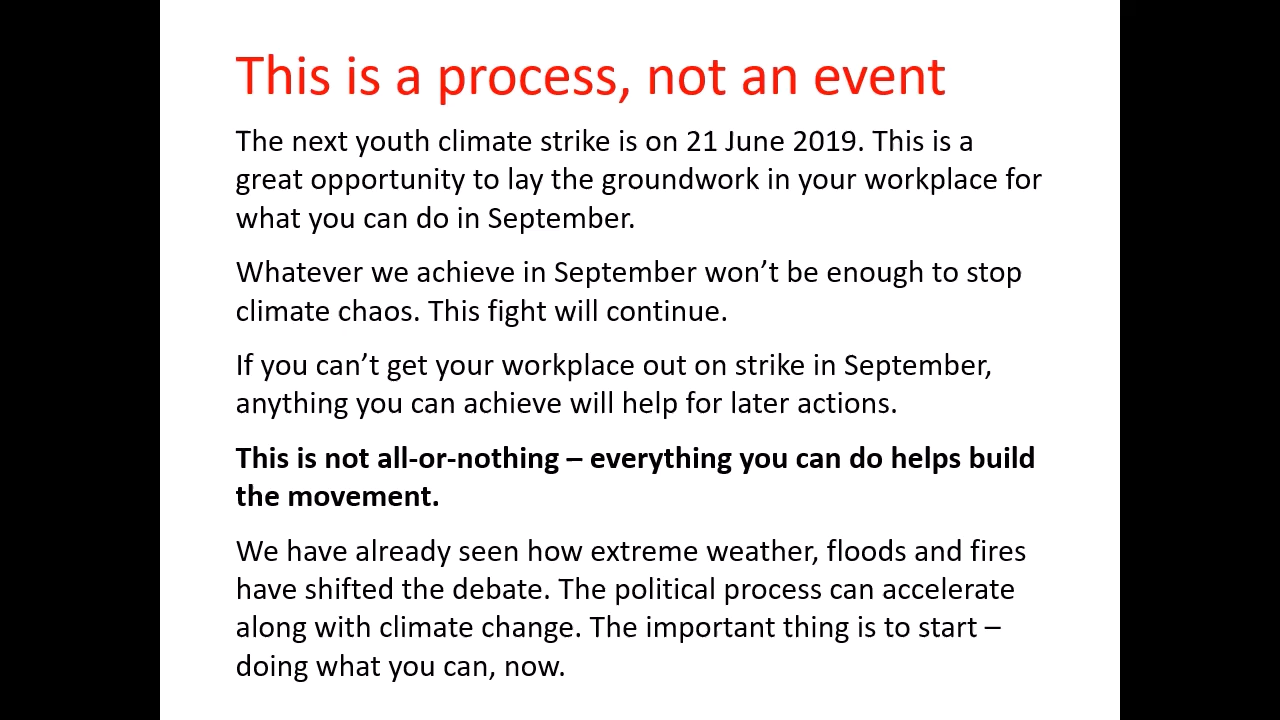 This is a process, not an event
The next youth climate strike is on 21 June 2019. This is a
great opportunity to lay the groundwork in your workplace for
what you can do in September.
Whatever we achieve in September won’t be enough to stop
climate chaos. This fight will continue.
If you can’t get your workplace out on strike in September,
anything you can achieve will help for later actions.
This is not all-or-nothing – everything you can do helps build
the movement.
We have already seen how extreme weather, floods and fires
have shifted the debate. The political process can accelerate
along with climate change. The important thing is to start –
doing what you can, now.